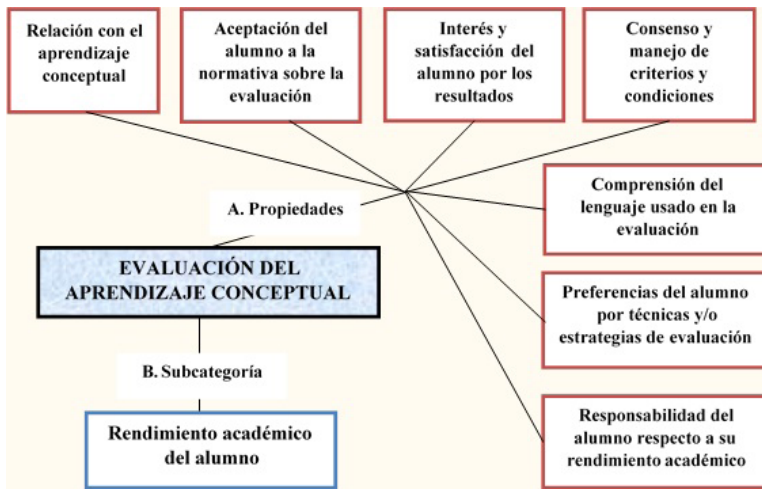 Relación con el
aprendizaje
conceptual
Aceptación del
alumno a la
normativa sobre la
evaluación
Interés y
satisfacción del
alumno por los
resultados
Consenso y
manejo de
criterios y
condiciones
Comprensión del
lenguaje usado en la
evaluación
A. Propiedades
EVALUACIÓN DEL
APRENDIZAJE CONCEPTUAL
Preferencias del alumno
por técnicas y/o
estrategias de evaluación
B. Subcategoría
Rendimiento académico
del alumno
Responsabilidad del
alumno respecto a su
rendimiento académico